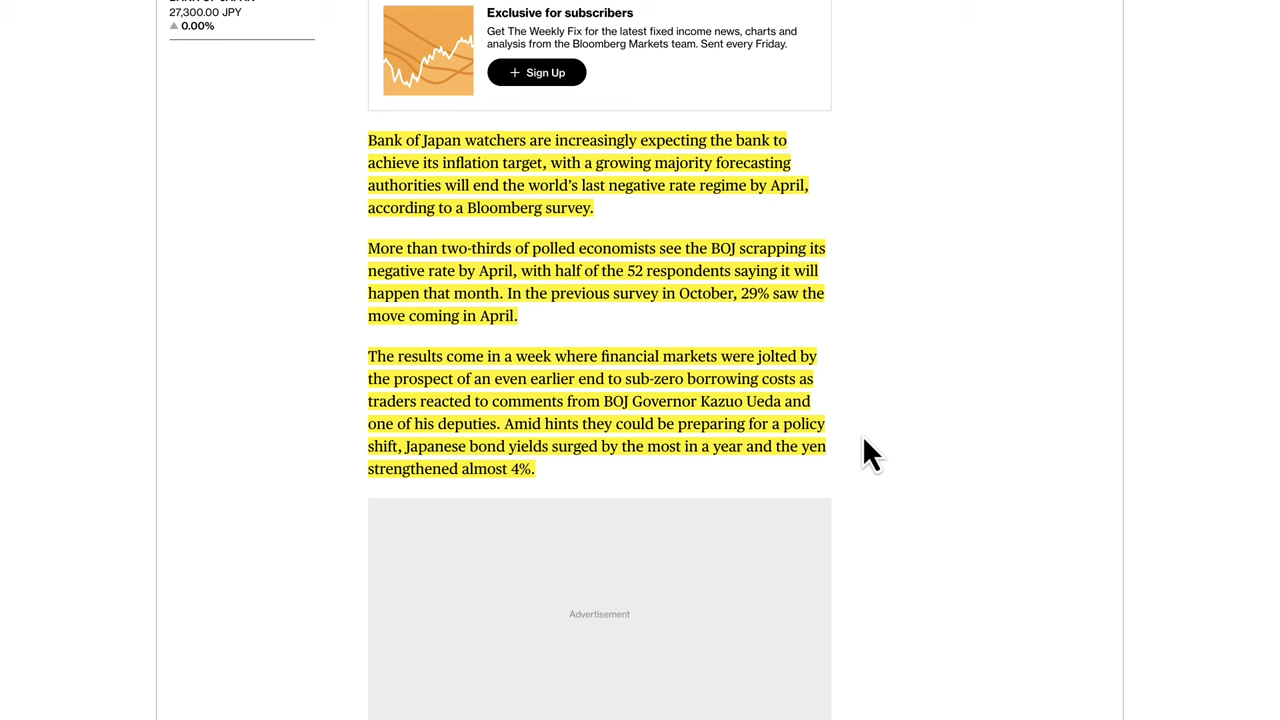 27,300.00 JPY
0.00%
Exclusive for subscribers
Get The Weekly Fix for the latest fixed income news, charts and
analysis from the Bloomberg Markets team. Sent every Friday.
+ Sign Up
Bank of Japan watchers are increasingly expecting the bank to
achieve its inflation target, with a growing majority forecasting
authorities will end the world’s last negative rate regime by April,
according to a Bloomberg survey.
More than two-thirds of polled economists see the BOJ scrapping its
negative rate by April, with half of the 52 respondents saying it will
happen that month. In the previous survey in October, 29% saw the
move coming in April.
The results come in a week where financial markets were jolted by
the prospect of an even earlier end to sub-zero borrowing costs as
traders reacted to comments from BOJ Governor Kazuo Ueda and
one of his deputies. Amid hints they could be preparing for a policy
shift, Japanese bond yields surged by the most in a year and the yen
strengthened almost 4%.
Advertisement